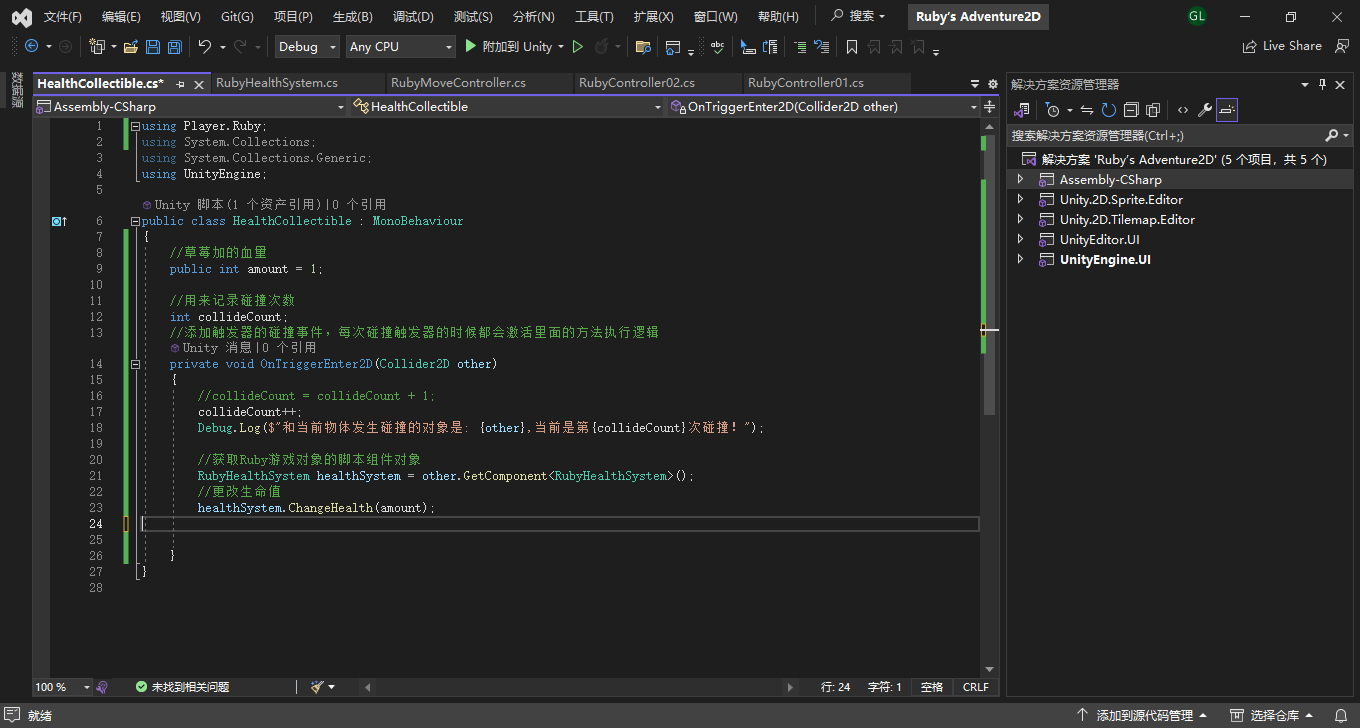 文件(F) 编辑(E) 视图(V) Git(G) 项目(P) 生成(B) 调试(D) 测试(S) 分析(N) 工具(T) 扩展(X) 窗口(W) 帮助(H) 搜索 Ruby's Adventure2D GL
Debug Any CPU 附加到 Unity Live Share
数据源
HealthCollectible.cs* RubyHealthSystem.cs RubyMoveController.cs RubyController02.cs RubyController01.cs
Assembly-CSharp HealthCollectible OnTriggerEnter2D(Collider2D other)
1 using Player.Ruby;
2 using System.Collections;
3 using System.Collections.Generic;
4 using UnityEngine;
5
Unity 脚本(1 个资产引用)|0 个引用
6 public class HealthCollectible : MonoBehaviour
7 {
8 //草莓加的血量
9 public int amount = 1;
10
11 //用来记录碰撞次数
12 int collideCount;
13 //添加触发器的碰撞事件，每次碰撞触发器的时候都会激活里面的方法执行逻辑
Unity 消息|0 个引用
14 private void OnTriggerEnter2D(Collider2D other)
15 {
16 //collideCount = collideCount + 1;
17 collideCount++;
18 Debug.Log($"和当前物体发生碰撞的对象是：{other},当前是第{collideCount}次碰撞！");
19
20 //获取Ruby游戏对象的脚本组件对象
21 RubyHealthSystem healthSystem = other.GetComponent<RubyHealthSystem>();
22 //更改生命值
23 healthSystem.ChangeHealth(amount);
24
25
26 }
27 }
28
100 % 未找到相关问题 行: 24 字符: 1 空格 CRLF
解决方案资源管理器
搜索解决方案资源管理器(Ctrl+;)
解决方案 'Ruby's Adventure2D' (5 个项目，共 5 个)
Assembly-CSharp
Unity.2D.Sprite.Editor
Unity.2D.Tilemap.Editor
UnityEditor.UI
UnityEngine.UI
就绪 添加到源代码管理 选择仓库